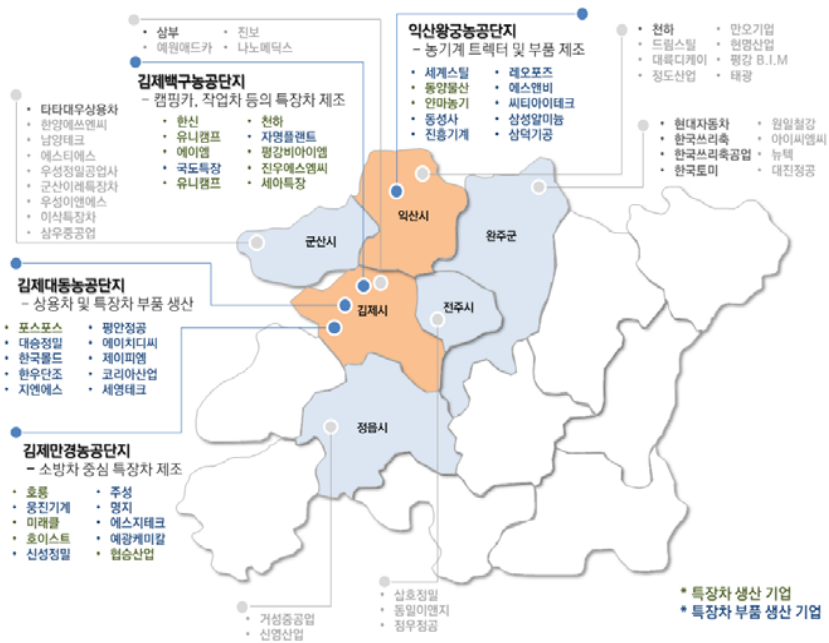 • 삼부 • 진보
• 예원애드카 • 나노메딕스
익산왕궁농공단지
– 농기계 트렉터 및 부품 제조
• 세계스틸 • 레오포즈
• 동양물산 • 에스앤비
• 안마농기 • 씨티아이테크
• 동성사 • 삼성알미늄
• 진흥기계 • 삼덕기공
• 천하 • 만오기업
• 드림스틸 • 현명산업
• 대륙디케이 • 평강 B.I.M
• 정도산업 • 태광
김제백구농공단지
– 캠핑카, 작업차 등의 특장차 제조
• 한신 • 천하
• 유니캠프 • 자명플랜트
• 에이엠 • 평강비아이엠
• 국도특장 • 진우에스엠씨
• 유니캠프 • 세아특장
• 타타대우상용차
• 한양에쓰엔씨
• 남양테크
• 에스티에스
• 우성정밀공업사
• 군산이레특장차
• 우성이앤에스
• 이삭특장차
• 삼우중공업
• 현대자동차 • 원일철강
• 한국쓰리축 • 아이씨엠씨
• 한국쓰리축공업 • 뉴텍
• 한국토미 • 대진정공
군산시
익산시
완주군
김제시
전주시
정읍시
김제대동농공단지
– 상용차 및 특장차 부품 생산
• 포스포스 • 평안정공
• 대승정밀 • 에이치디씨
• 한국몰드 • 제이피엠
• 한우단조 • 코리아산업
• 지엔에스 • 세영테크
김제만경농공단지
– 소방차 중심 특장차 제조
• 호룡 • 주성
• 웅진기계 • 명지
• 미래클 • 에스지테크
• 호이스트 • 예광케미칼
• 신성정밀 • 협승산업
• 거성중공업
• 신영산업
• 삼호정밀
• 동일이앤지
• 정우정공
* 특장차 생산 기업
* 특장차 부품 생산 기업